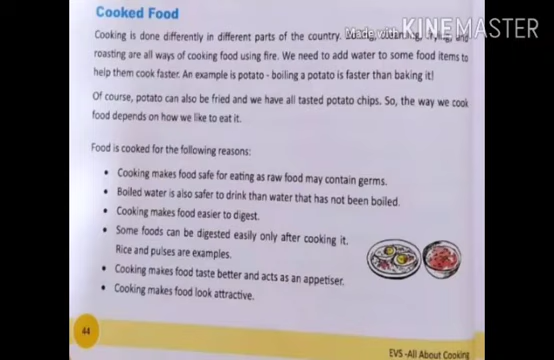 Cooked Food
Cooking is done differently in different parts of the country.
Made with KINEMASTER
roasting are all ways of cooking food using fire. We need to add water to some food items to
help them cook faster. An example is potato - boiling a potato is faster than baking it!
Of course, potato can also be fried and we have all tasted potato chips. So, the way we cook
food depends on how we like to eat it.
Food is cooked for the following reasons:
• Cooking makes food safe for eating as raw food may contain germs.
• Boiled water is also safer to drink than water that has not been boiled.
• Cooking makes food easier to digest.
• Some foods can be digested easily only after cooking it.
Rice and pulses are examples.
• Cooking makes food taste better and acts as an appetiser.
• Cooking makes food look attractive.
44
EVS -All About Cooking